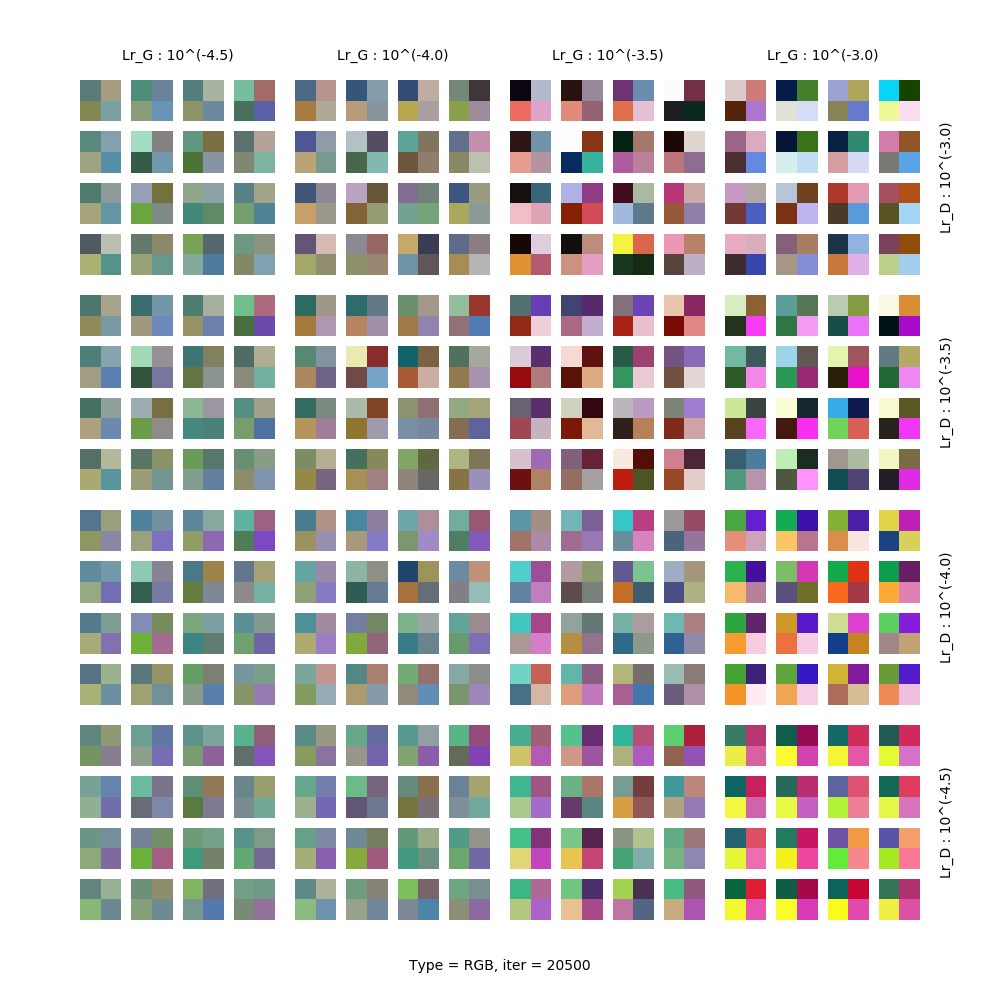 Lr_G : 10^(-4.5)
Lr_G : 10^(-4.0)
Lr_G : 10^(-3.5)
Lr_G : 10^(-3.0)
Lr_D : 10^(-3.0)
Lr_D : 10^(-3.5)
Lr_D : 10^(-4.0)
Lr_D : 10^(-4.5)
Type = RGB, iter = 20500